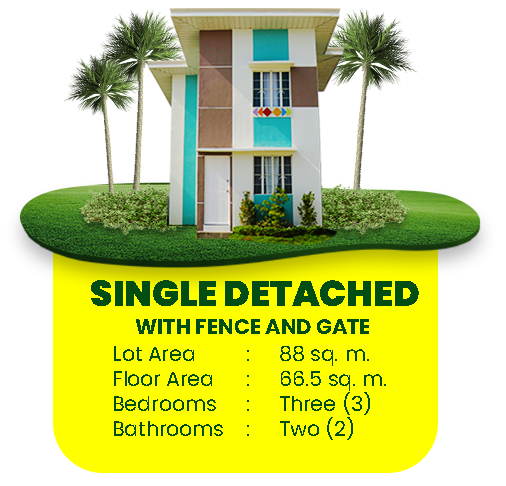 SINGLE DETACHED
WITH FENCE AND GATE
Lot Area : 88 sq. m.
Floor Area : 66.5 sq. m.
Bedrooms : Three (3)
Bathrooms : Two (2)